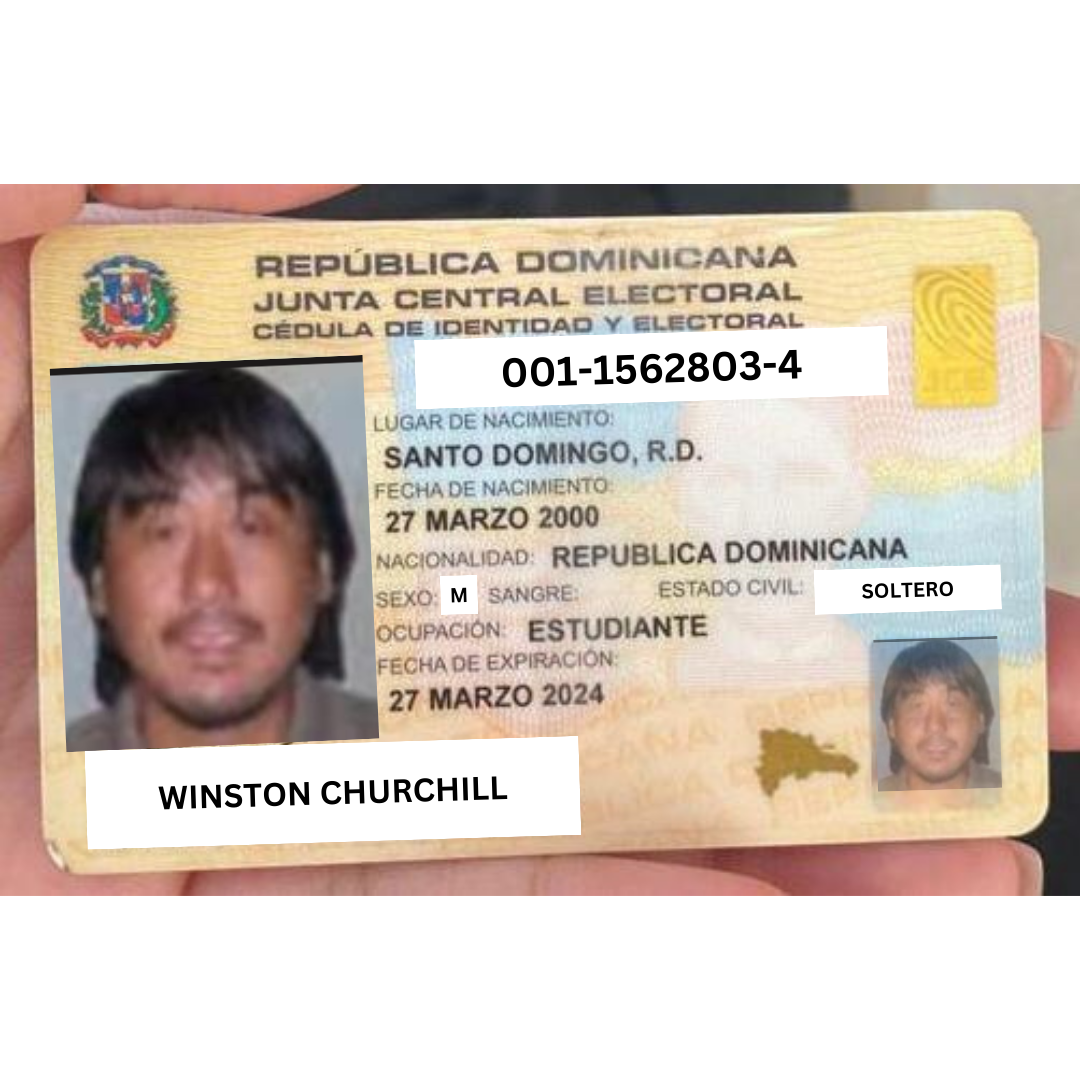 REPÚBLICA DOMINICANA
JUNTA CENTRAL ELECTORAL
CÉDULA DE IDENTIDAD Y ELECTORAL
001-1562803-4
LUGAR DE NACIMIENTO:
SANTO DOMINGO, R.D.
FECHA DE NACIMIENTO:
27 MARZO 2000
NACIONALIDAD: REPUBLICA DOMINICANA
SEXO: M SANGRE: ESTADO CIVIL: SOLTERO
OCUPACIÓN: ESTUDIANTE
FECHA DE EXPIRACIÓN:
27 MARZO 2024
WINSTON CHURCHILL
JCE